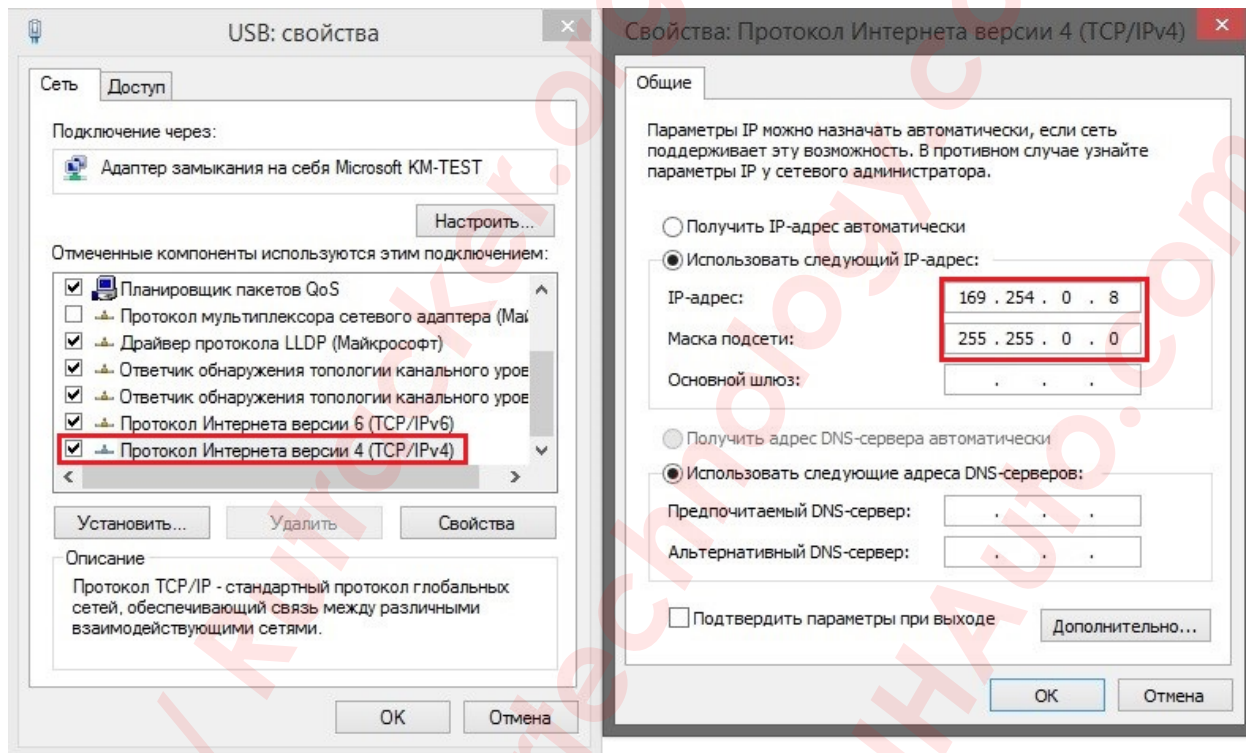 USB: свойства
Сеть
Доступ
Подключение через:
Адаптер замыкания на себя Microsoft KM-TEST
Настроить...
Отмеченные компоненты используются этим подключением:
Планировщик пакетов QoS
Протокол мультиплексора сетевого адаптера (Май
Драйвер протокола LLDP (Майкрософт)
Ответчик обнаружения топологии канального уров
Ответчик обнаружения топологии канального уров
Протокол Интернета версии 6 (TCP/IPv6)
Протокол Интернета версии 4 (TCP/IPv4)
Установить...
Удалить
Свойства
Описание
Протокол TCP/IP - стандартный протокол глобальных
сетей, обеспечивающий связь между различными
взаимодействующими сетями.
OK
Отмена
Свойства: Протокол Интернета версии 4 (TCP/IPv4)
Общие
Параметры IP можно назначать автоматически, если сеть
поддерживает эту возможность. В противном случае узнайте
параметры IP у сетевого администратора.
Получить IP-адрес автоматически
Использовать следующий IP-адрес:
IP-адрес:
169 . 254 . 0 . 8
Маска подсети:
255 . 255 . 0 . 0
Основной шлюз:
Получить адрес DNS-сервера автоматически
Использовать следующие адреса DNS-серверов:
Предпочитаемый DNS-сервер:
Альтернативный DNS-сервер:
Подтвердить параметры при выходе
Дополнительно...
OK
Отмена